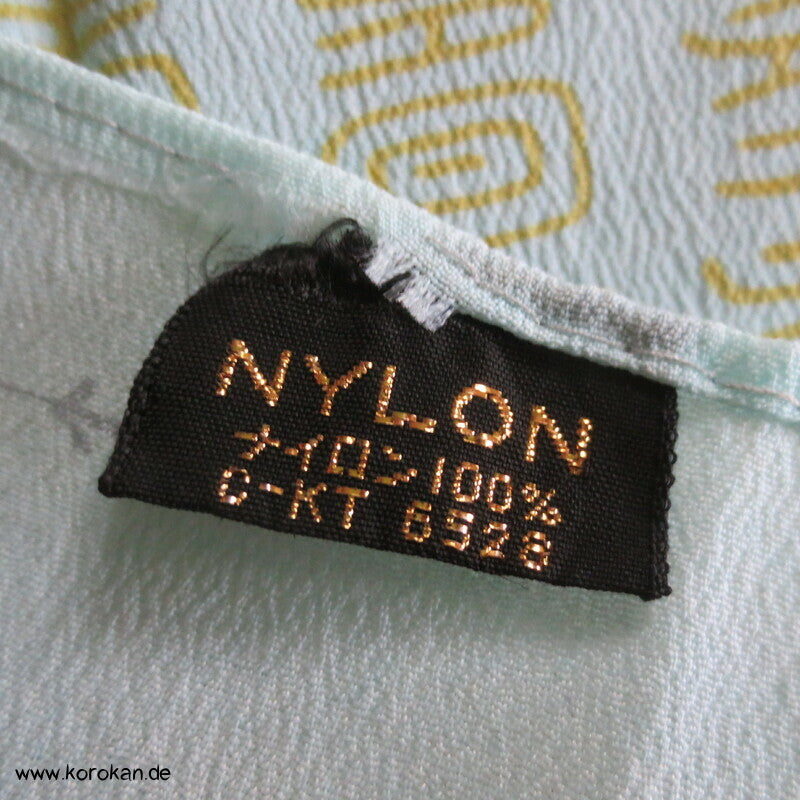 NYLON
ナイロン100%
C-KT 6528
www.korokan.de